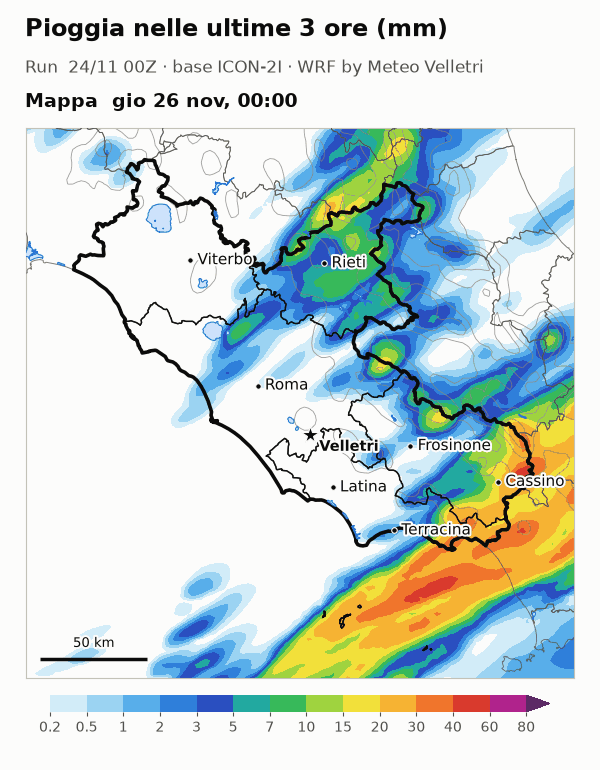 Pioggia nelle ultime 3 ore (mm)
Run  24/11 00Z · base ICON-2I · WRF by Meteo Velletri
Mappa  gio 26 nov, 00:00
Viterbo
Rieti
Roma
Velletri
Frosinone
Latina
Cassino
Terracina
50 km
0.2 0.5 1 2 3 5 7 10 15 20 30 40 60 80